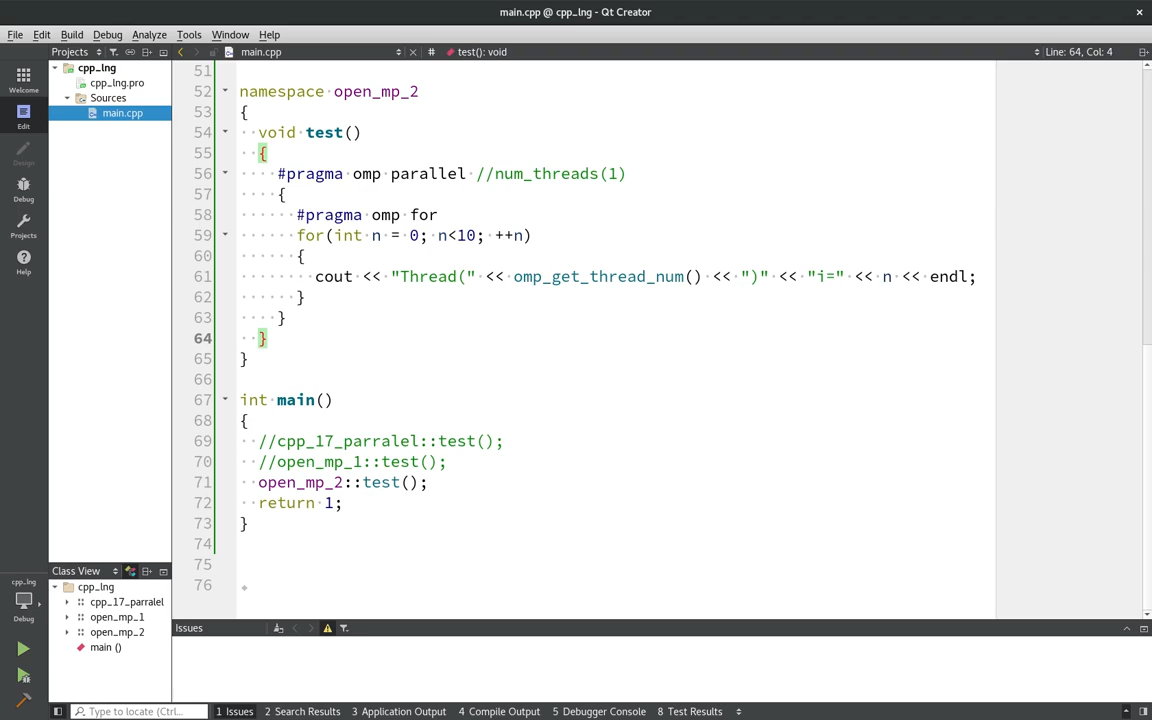 main.cpp @ cpp_lng - Qt Creator
×
File Edit Build Debug Analyze Tools Window Help
Projects
main.cpp
#
test(): void
Line: 64, Col: 4
Welcome
Edit
Design
Debug
Projects
Help
cpp_lng
Debug
cpp_lng
cpp_lng.pro
Sources
main.cpp
51
52 namespace open_mp_2
53 {
54 void test()
55 {
56 #pragma omp parallel //num_threads(1)
57 {
58 #pragma omp for
59 for(int n = 0; n<10; ++n)
60 {
61 cout << "Thread(" << omp_get_thread_num() << ")" << "i=" << n << endl;
62 }
63 }
64 }
65 }
66
67 int main()
68 {
69 //cpp_17_parralel::test();
70 //open_mp_1::test();
71 open_mp_2::test();
72 return 1;
73 }
74
75
76
Class View
cpp_lng
cpp_17_parralel
open_mp_1
open_mp_2
main ()
Issues
Type to locate (Ctrl...
1 Issues 2 Search Results 3 Application Output 4 Compile Output 5 Debugger Console 8 Test Results